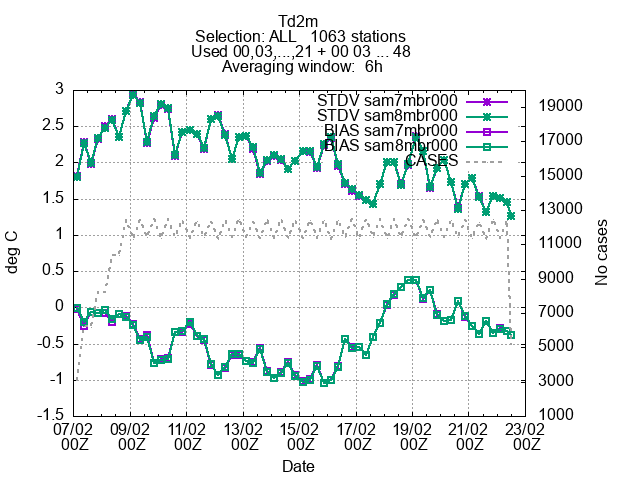 Td2m
Selection: ALL   1063 stations
Used 00,03,...,21 + 00 03 ... 48
Averaging window:  6h
STDV sam7mbr000
STDV sam8mbr000
BIAS sam7mbr000
BIAS sam8mbr000
CASES
deg C
3
2.5
2
1.5
1
0.5
0
-0.5
-1
-1.5
19000
17000
15000
13000
11000
9000
7000
5000
3000
1000
No cases
07/02 09/02 11/02 13/02 15/02 17/02 19/02 21/02 23/02
00Z 00Z 00Z 00Z 00Z 00Z 00Z 00Z 00Z
Date